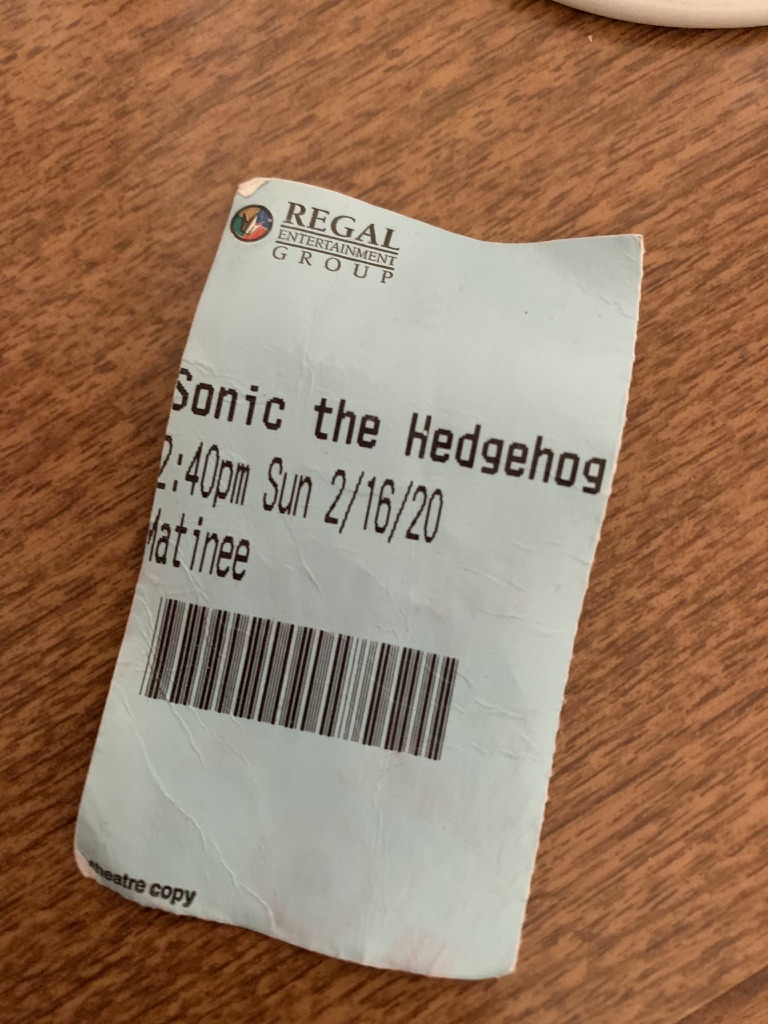 REGAL
ENTERTAINMENT
GROUP
Sonic the Hedgehog
2:40pm Sun 2/16/20
Matinee
theatre copy